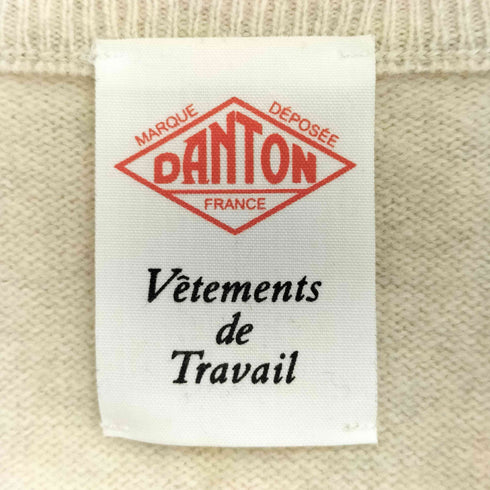 MARQUE DÉPOSÉE
DANTON
FRANCE
Vêtements
de
Travail